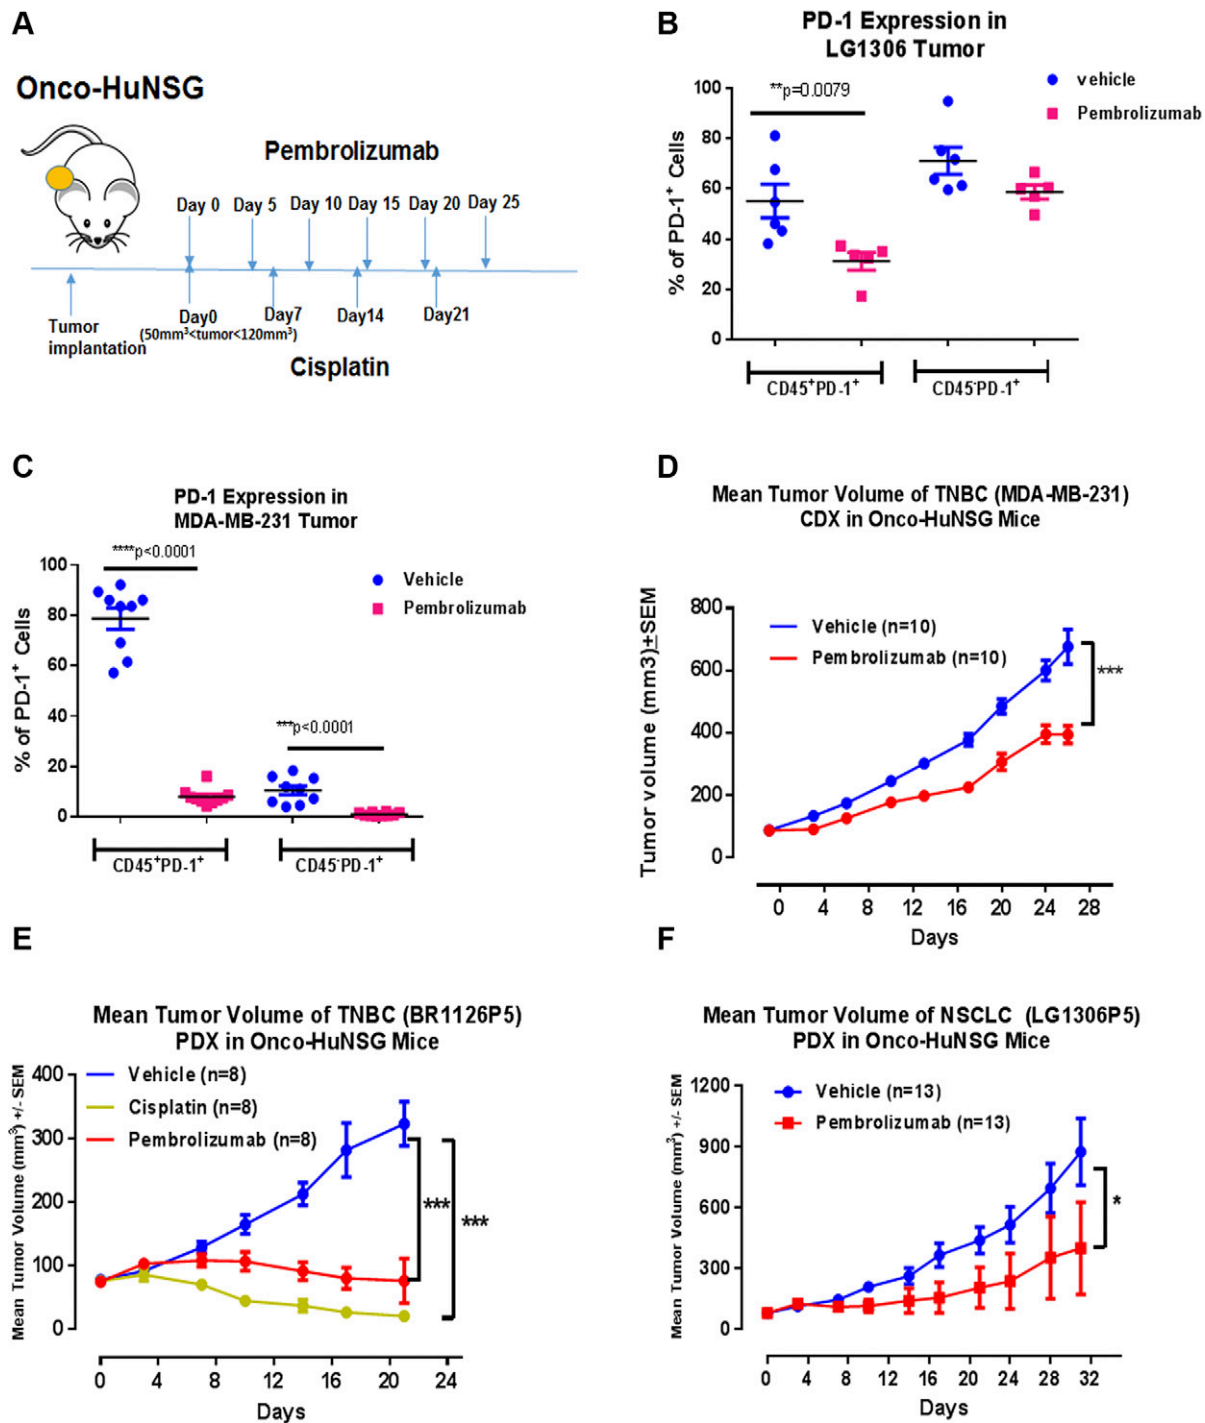 A
Onco-HuNSG
Pembrolizumab
Day 0 Day 5 Day 10 Day 15 Day 20 Day 25
Tumor
implantation
Day0 Day7 Day14 Day21
(50mm³<tumor<120mm³)
Cisplatin
B
PD-1 Expression in
LG1306 Tumor
vehicle
Pembrolizumab
**p=0.0079
% of PD-1⁺ Cells
100
80
60
40
20
0
CD45⁺PD-1⁺ CD45⁻PD-1⁺
C
PD-1 Expression in
MDA-MB-231 Tumor
****p<0.0001
Vehicle
Pembrolizumab
***p<0.0001
% of PD-1⁺ Cells
100
80
60
40
20
0
CD45⁺PD-1⁺ CD45⁻PD-1⁺
D
Mean Tumor Volume of TNBC (MDA-MB-231)
CDX in Onco-HuNSG Mice
Vehicle (n=10)
Pembrolizumab (n=10)
***
Tumor volume (mm3)±SEM
800
600
400
200
0
0 4 8 12 16 20 24 28
Days
E
Mean Tumor Volume of TNBC (BR1126P5)
PDX in Onco-HuNSG Mice
Vehicle (n=8)
Cisplatin (n=8)
Pembrolizumab (n=8)
***
***
Mean Tumor Volume (mm³) +/- SEM
400
300
200
100
0
0 4 8 12 16 20 24
Days
F
Mean Tumor Volume of NSCLC (LG1306P5)
PDX in Onco-HuNSG Mice
Vehicle (n=13)
Pembrolizumab (n=13)
*
Mean Tumor Volume (mm³) +/- SEM
1200
900
600
300
0
0 4 8 12 16 20 24 28 32
Days